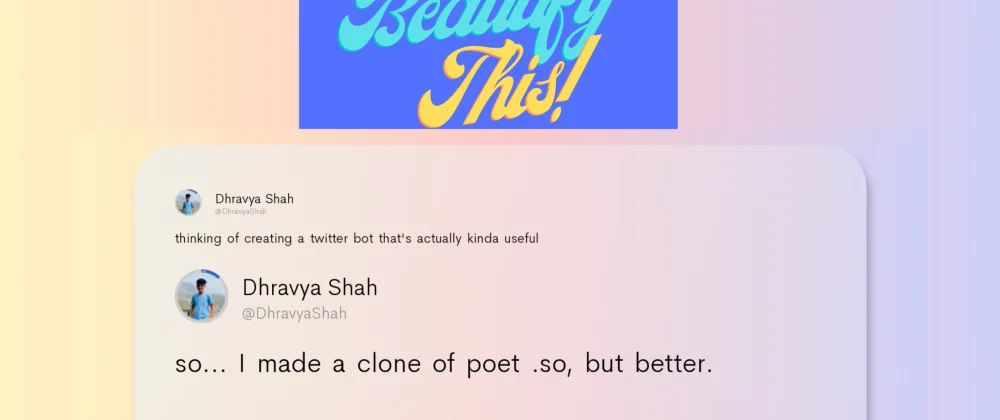 Beautify
This!
Dhravya Shah
@DhravyaShah
thinking of creating a twitter bot that's actually kinda useful
Dhravya Shah
@DhravyaShah
so... I made a clone of poet .so, but better.